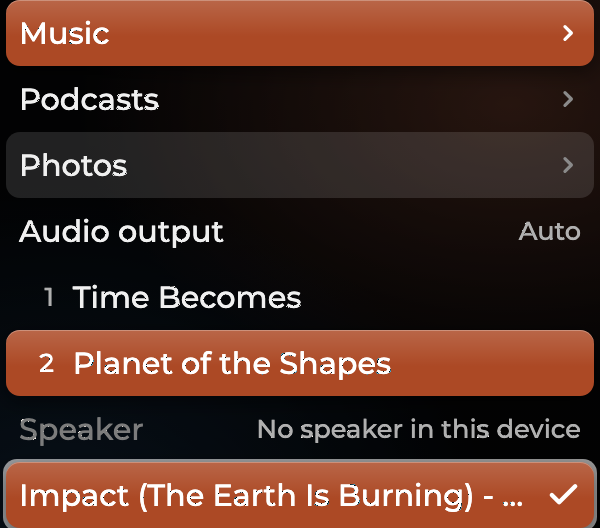 Music
Podcasts
Photos
Audio output Auto
1 Time Becomes
2 Planet of the Shapes
Speaker No speaker in this device
Impact (The Earth Is Burning) - ...